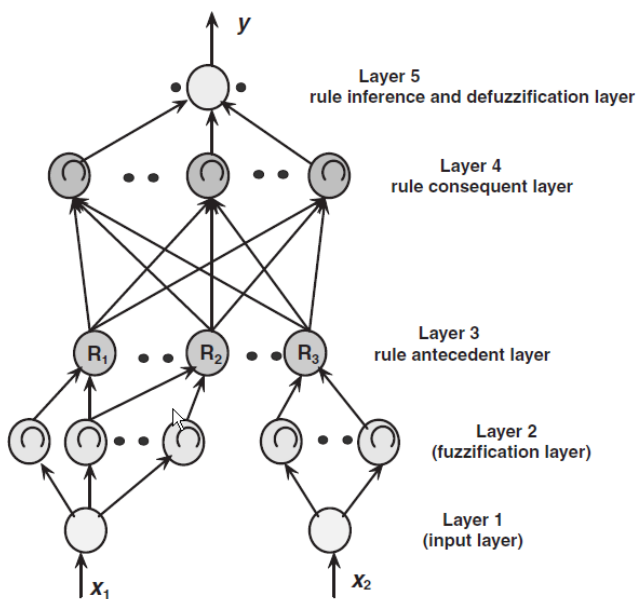 y
Layer 5
rule inference and defuzzification layer
Layer 4
rule consequent layer
Layer 3
rule antecedent layer
R₁
R₂
R₃
Layer 2
(fuzzification layer)
Layer 1
(input layer)
x₁
x₂